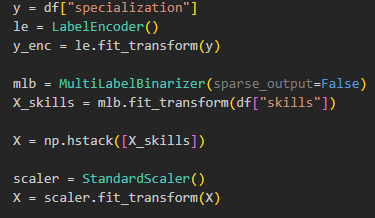 y = df["specialization"]
le = LabelEncoder()
y_enc = le.fit_transform(y)
mlb = MultiLabelBinarizer(sparse_output=False)
X_skills = mlb.fit_transform(df["skills"])
X = np.hstack([X_skills])
scaler = StandardScaler()
X = scaler.fit_transform(X)